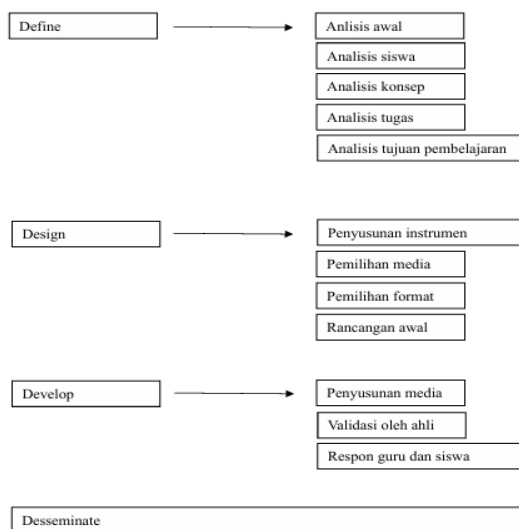 Define
Anlisis awal
Analisis siswa
Analisis konsep
Analisis tugas
Analisis tujuan pembelajaran
Design
Penyusunan instrumen
Pemilihan media
Pemilihan format
Rancangan awal
Develop
Penyusunan media
Validasi oleh ahli
Respon guru dan siswa
Desseminate